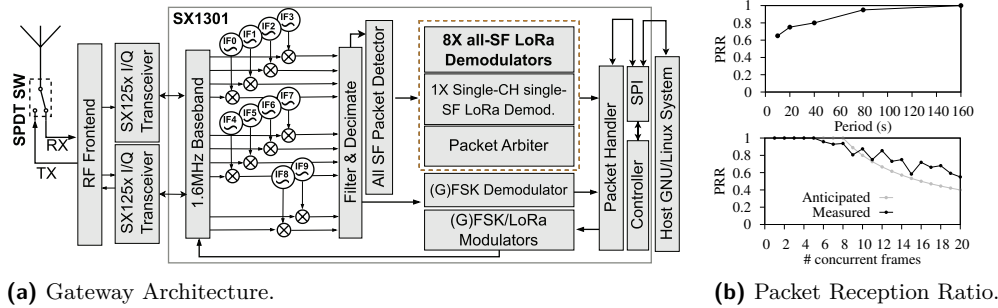 SX1301
SPDT SW
RX
TX
RF Frontend
SX125x I/Q
Transceiver
SX125x I/Q
Transceiver
1.6MHz Baseband
IF0
IF1
IF2
IF3
IF4
IF5
IF6
IF7
IF8
IF9
Filter & Decimate
All SF Packet Detector
8X all-SF LoRa
Demodulators
1X Single-CH single-
SF LoRa Demod.
Packet Arbiter
(G)FSK Demodulator
(G)FSK/LoRa
Modulators
Packet Handler
SPI
Controller
Host GNU/Linux System
PRR
1
0.8
0.6
0.4
0.2
0
0 20 40 60 80 100 120 140 160
Period (s)
PRR
1
0.8
0.6
0.4
0.2
0
Anticipated
Measured
0 2 4 6 8 10 12 14 16 18 20
# concurrent frames
(a) Gateway Architecture.
(b) Packet Reception Ratio.